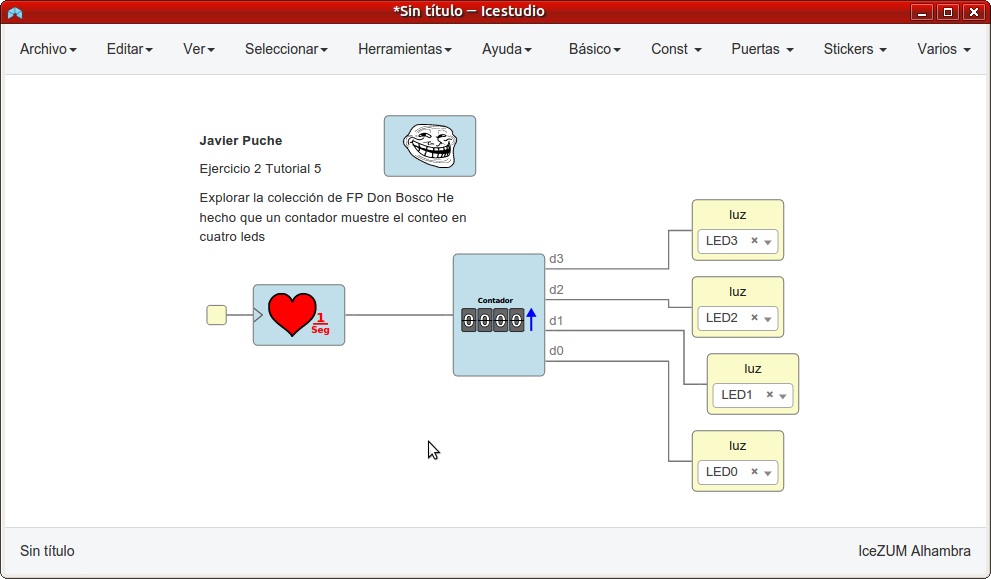 *Sin título — Icestudio
Archivo Editar Ver Seleccionar Herramientas Ayuda Básico Const Puertas Stickers Varios
Javier Puche
Ejercicio 2 Tutorial 5
Explorar la colección de FP Don Bosco He
hecho que un contador muestre el conteo en
cuatro leds
1
Seg
Contador
0000
d3
d2
d1
d0
luz
LED3
luz
LED2
luz
LED1
luz
LED0
Sin título
IceZUM Alhambra